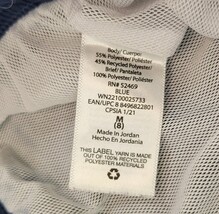 Body/ Cuerpo:
55% Polyester/ Poliéster
45% Recycled Polyester/
Brief/ Pantaleta
100% Polyester/ Poliéster
RN# 52469
BLUE
WN22100025733
EAN/UPC 8 8496822801
CPSIA 1/21
M
(8)
Made in Jordan
Hecho En Jordania
This LABEL YARN IS MADE
OUT OF 100% RECYCLED
POLYESTER MATERIALS